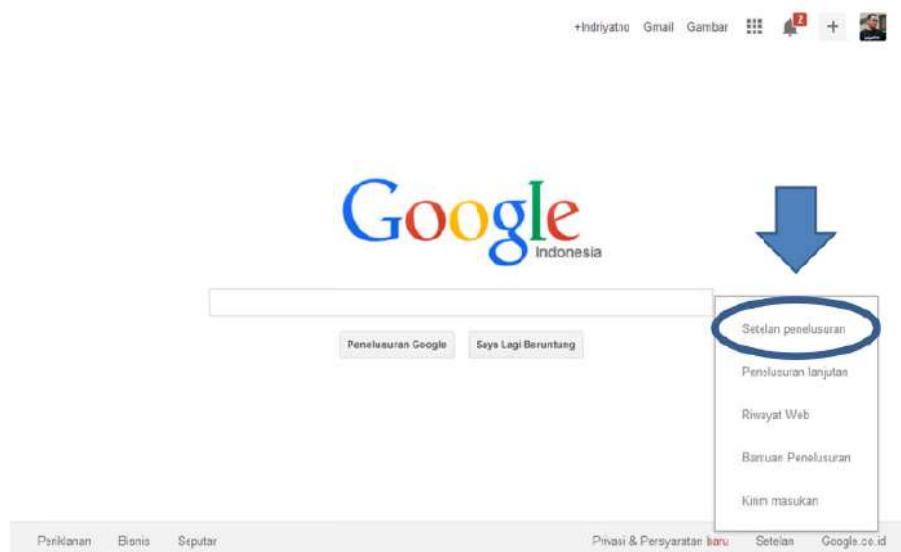 +Indriyatno Gmail Gambar 2 +
Google
Indonesia
Penelusuran Google Saya Lagi Beruntung
Setelan penelusuran
Penelusuran lanjutan
Riwayat Web
Bantuan Penelusuran
Kirim masukan
Periklanan Bisnis Seputar Privasi & Persyaratan baru Setelan Google.co.id